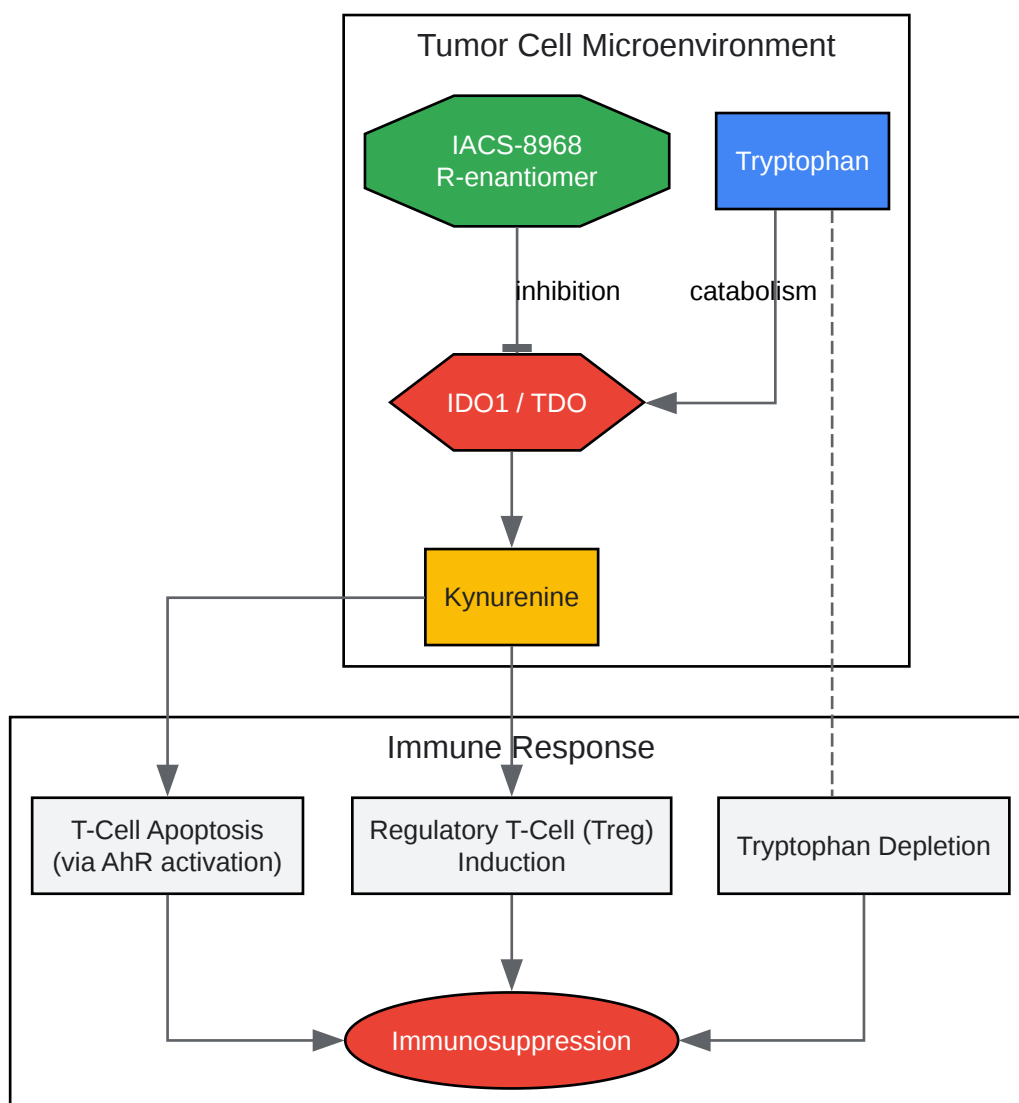 Tumor Cell Microenvironment
IACS-8968
R-enantiomer
Tryptophan
inhibition
catabolism
IDO1 / TDO
Kynurenine
Immune Response
T-Cell Apoptosis
(via AhR activation)
Regulatory T-Cell (Treg)
Induction
Tryptophan Depletion
Immunosuppression